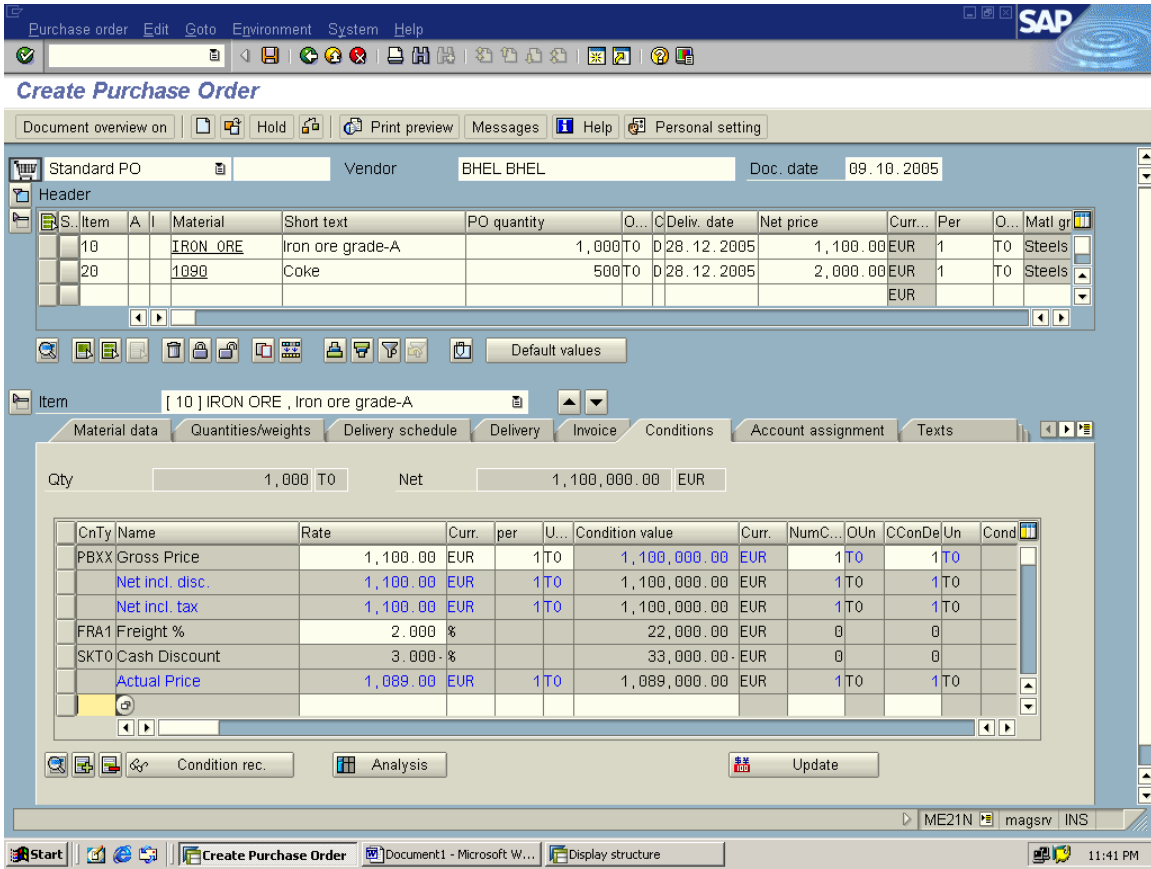 Purchase order Edit Goto Environment System Help
SAP
Create Purchase Order
Document overview on Hold Print preview Messages Help Personal setting
Standard PO Vendor BHEL BHEL Doc. date 09.10.2005
Header
S.. Item A I Material Short text PO quantity O... C Deliv. date Net price Curr... Per O... Matl gr
10 IRON ORE Iron ore grade-A 1,000 TO D 28.12.2005 1,100.00 EUR 1 TO Steels
20 1090 Coke 500 TO D 28.12.2005 2,000.00 EUR 1 TO Steels
EUR
Default values
Item [ 10 ] IRON ORE , Iron ore grade-A
Material data Quantities/weights Delivery schedule Delivery Invoice Conditions Account assignment Texts
Qty 1,000 TO Net 1,100,000.00 EUR
CnTy Name Rate Curr. per U... Condition value Curr. NumC... OUn CConDe Un Cond
PBXX Gross Price 1,100.00 EUR 1 TO 1,100,000.00 EUR 1 TO 1 TO
Net incl. disc. 1,100.00 EUR 1 TO 1,100,000.00 EUR 1 TO 1 TO
Net incl. tax 1,100.00 EUR 1 TO 1,100,000.00 EUR 1 TO 1 TO
FRA1 Freight % 2.000 % 22,000.00 EUR 0 0
SKTO Cash Discount 3.000- % 33,000.00- EUR 0 0
Actual Price 1,089.00 EUR 1 TO 1,089,000.00 EUR 1 TO 1 TO
Condition rec. Analysis Update
ME21N magsrv INS
Start Create Purchase Order Document1 - Microsoft W... Display structure 11:41 PM